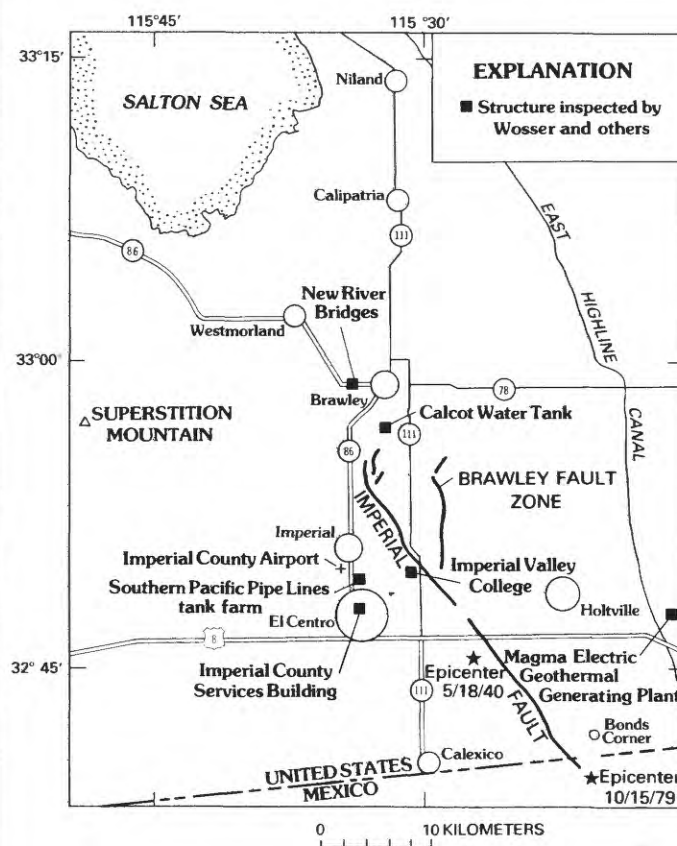 115°45'
115°30'
33°15'
SALTON SEA
Niland
EXPLANATION
Structure inspected by
Wosser and others
Calipatria
111
86
EAST
HIGHLINE
CANAL
New River
Bridges
Westmorland
33°00'
Brawley
78
SUPERSTITION
MOUNTAIN
Calcot Water Tank
111
86
BRAWLEY FAULT
ZONE
IMPERIAL
FAULT
Imperial
Imperial County Airport
Southern Pacific Pipe Lines
tank farm
Imperial Valley
College
El Centro
Holtville
8
32°45'
Imperial County
Services Building
Epicenter
5/18/40
Magma Electric
Geothermal
Generating Plant
111
Bonds
Corner
Calexico
UNITED STATES
MEXICO
Epicenter
10/15/79
0 10 KILOMETERS